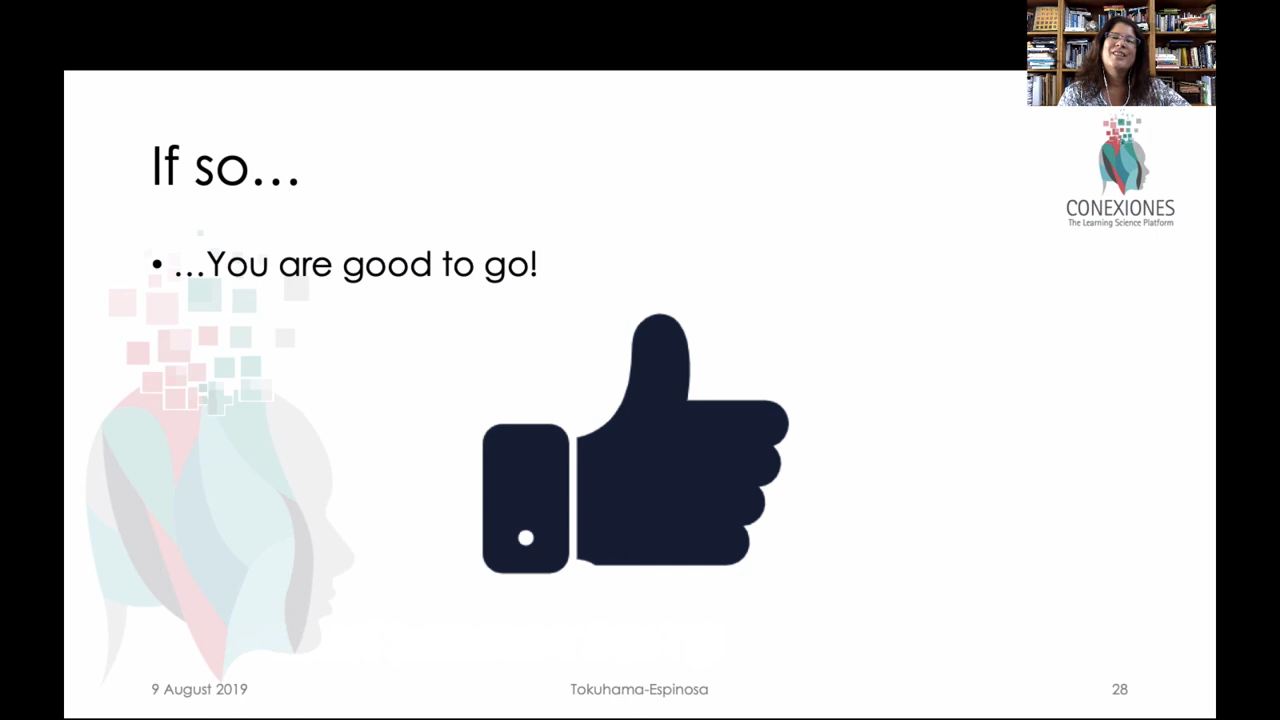 If so…
CONEXIONES
The Learning Science Platform
• …You are good to go!
9 August 2019
Tokuhama-Espinosa
28